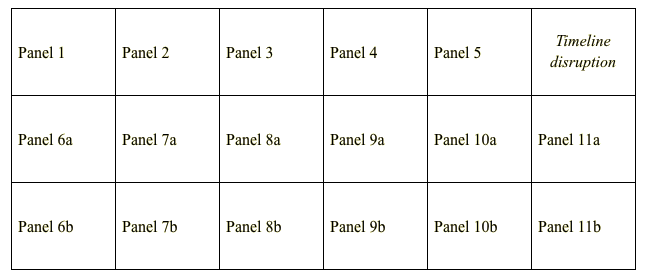 Panel 1
Panel 2
Panel 3
Panel 4
Panel 5
Timeline
disruption
Panel 6a
Panel 7a
Panel 8a
Panel 9a
Panel 10a
Panel 11a
Panel 6b
Panel 7b
Panel 8b
Panel 9b
Panel 10b
Panel 11b